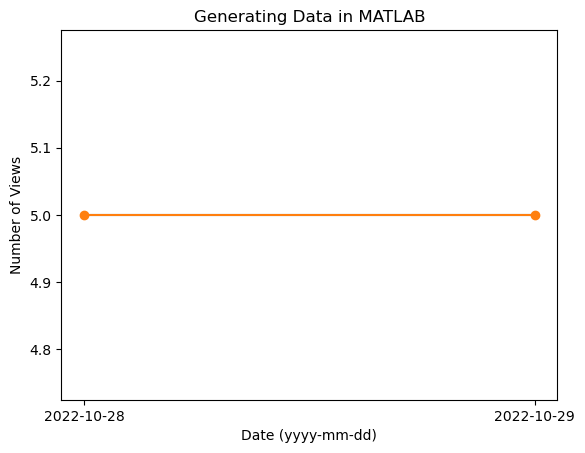 Generating Data in MATLAB
5.2
5.1
5.0
4.9
4.8
Number of Views
2022-10-28 2022-10-29
Date (yyyy-mm-dd)